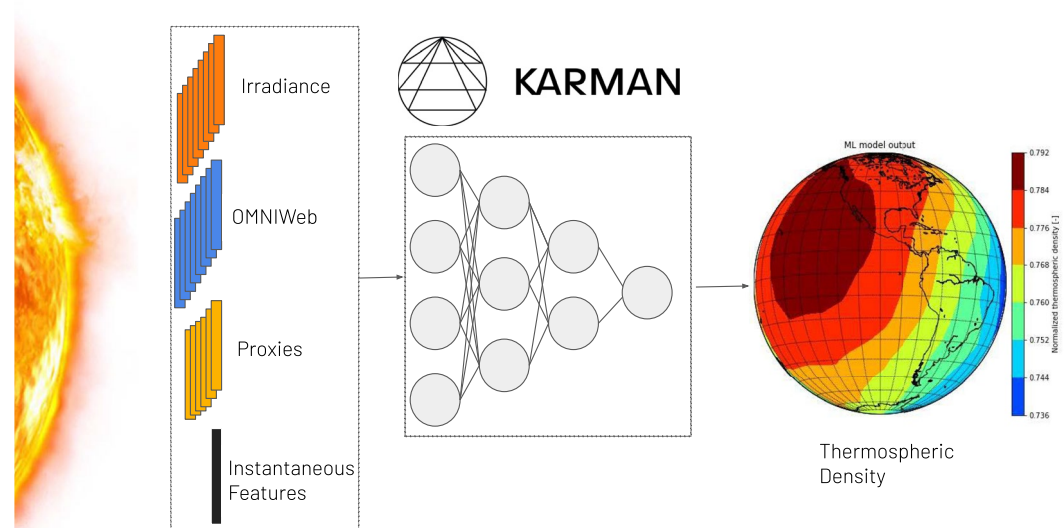 Irradiance
OMNIWeb
Proxies
Instantaneous
Features
KARMAN
ML model output
0.792
0.784
0.776
0.768
0.760
0.752
0.744
0.736
Normalized thermospheric density [-]
Thermospheric
Density